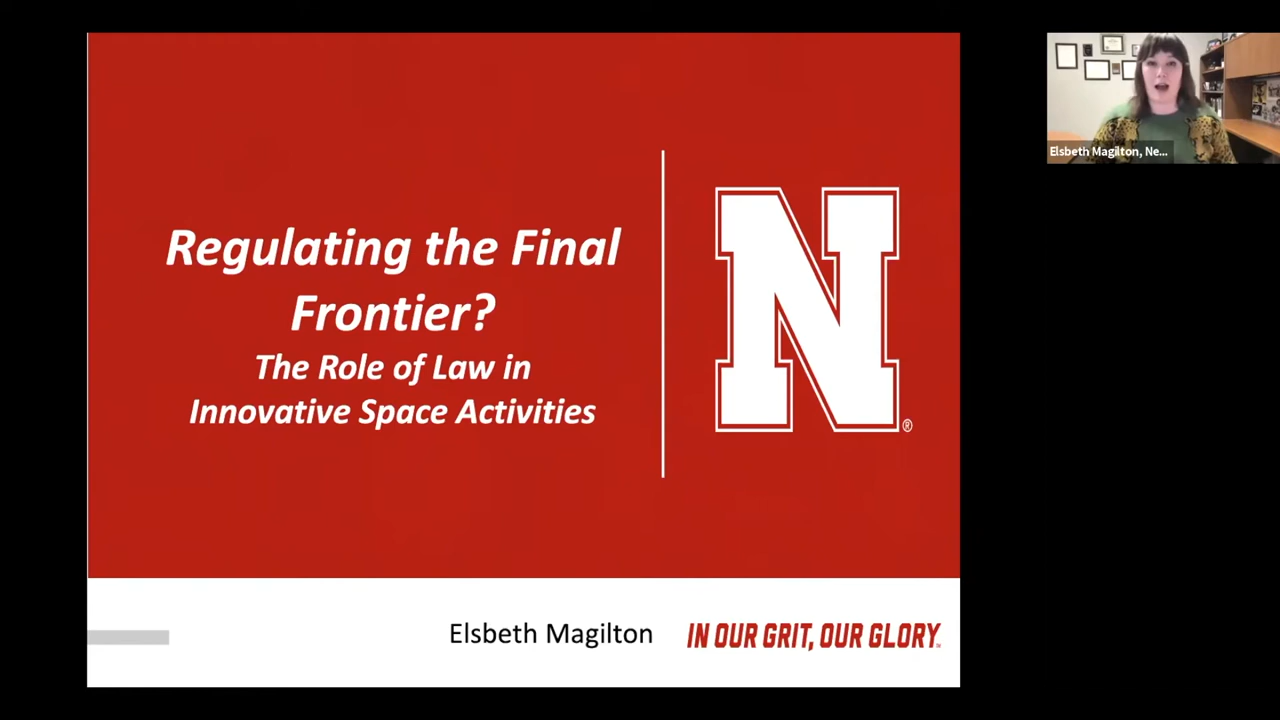 Regulating the Final
Frontier?
The Role of Law in
Innovative Space Activities
N®
Elsbeth Magilton
IN OUR GRIT, OUR GLORY.™
Elsbeth Magilton, Ne...